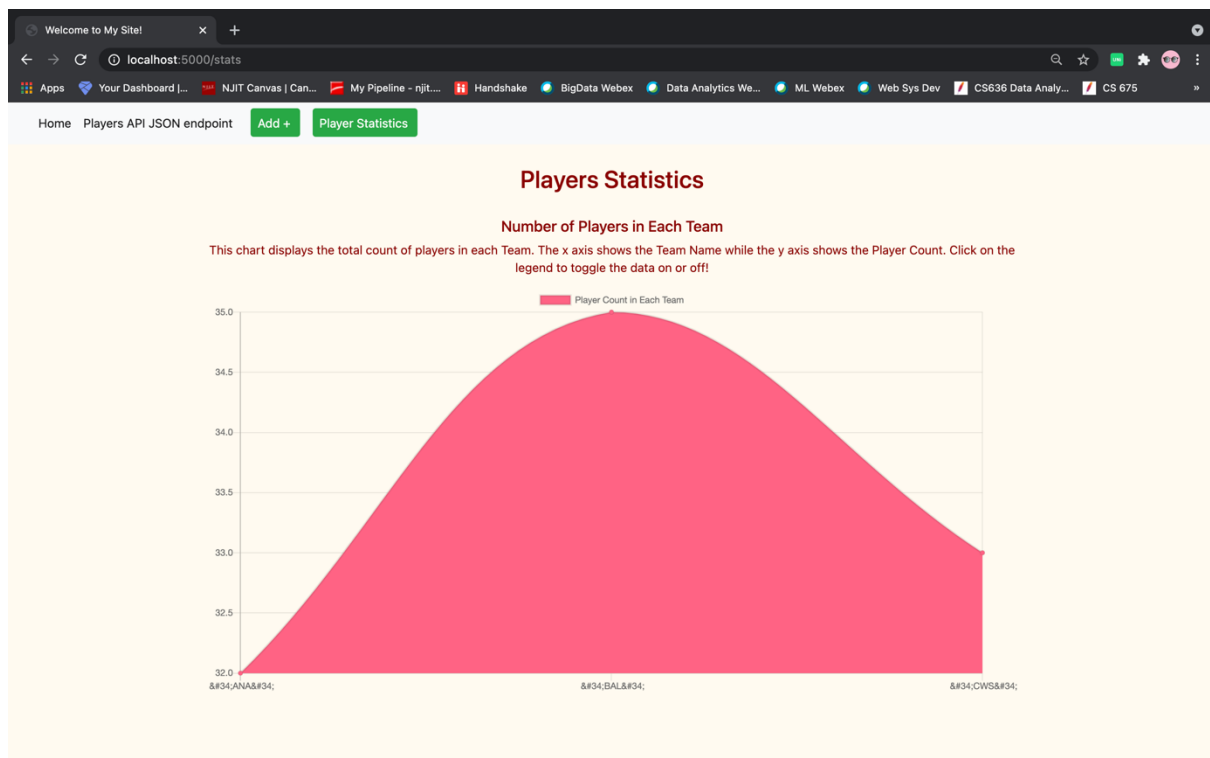 Welcome to My Site!
localhost:5000/stats
Apps Your Dashboard |... NJIT Canvas | Can... My Pipeline - njit.... Handshake BigData Webex Data Analytics We... ML Webex Web Sys Dev CS636 Data Analy... CS 675 »
Home Players API JSON endpoint Add + Player Statistics
Players Statistics
Number of Players in Each Team
This chart displays the total count of players in each Team. The x axis shows the Team Name while the y axis shows the Player Count. Click on the
legend to toggle the data on or off!
Player Count in Each Team
35.0
34.5
34.0
33.5
33.0
32.5
32.0
&#34;ANA&#34; &#34;BAL&#34; &#34;CWS&#34;